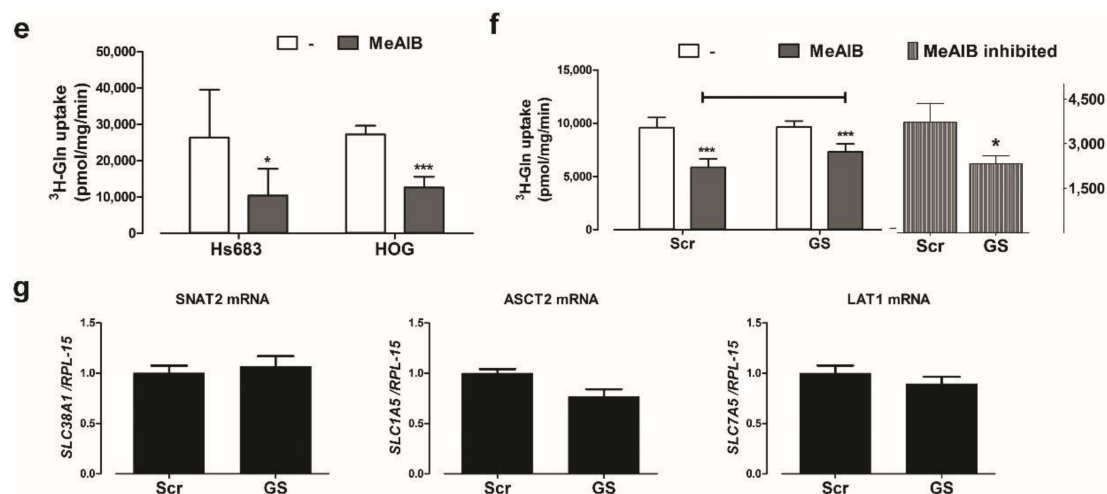 e
- MeAIB
50,000
40,000
30,000
20,000
10,000
0
³H-Gln uptake
(pmol/mg/min)
*
***
Hs683 HOG
f
- MeAIB MeAIB inhibited
15,000
10,000
5,000
0
³H-Gln uptake
(pmol/mg/min)
***
***
Scr GS
*
4,500
3,000
1,500
Scr GS
g
SNAT2 mRNA
SLC38A1/RPL-15
1.5
1.0
0.5
0.0
Scr GS
ASCT2 mRNA
SLC1A5/RPL-15
1.5
1.0
0.5
0.0
Scr GS
LAT1 mRNA
SLC7A5/RPL-15
1.5
1.0
0.5
0.0
Scr GS